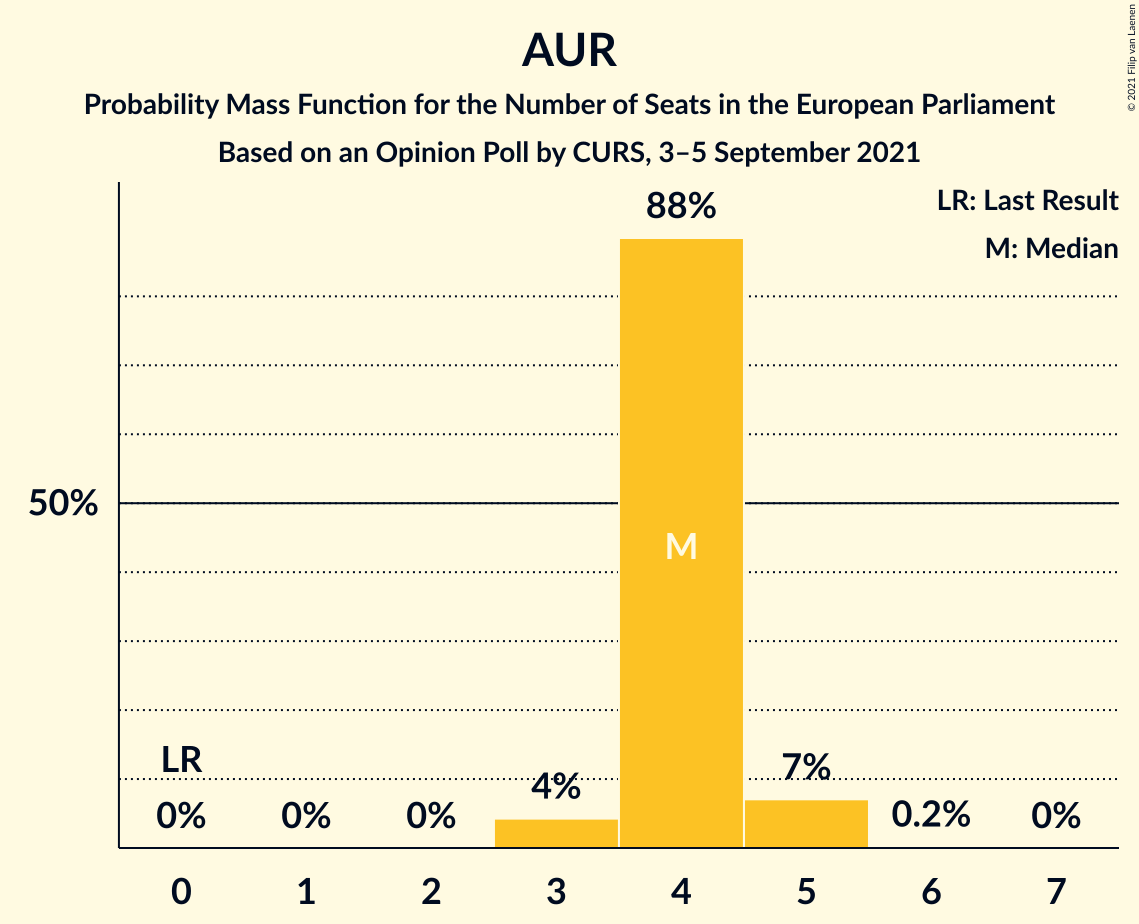 AUR
Probability Mass Function for the Number of Seats in the European Parliament
Based on an Opinion Poll by CURS, 3–5 September 2021
© 2021 Filip van Laenen
LR: Last Result
M: Median
88%
50%
M
LR
0%
0%
0%
4%
7%
0.2%
0%
0
1
2
3
4
5
6
7